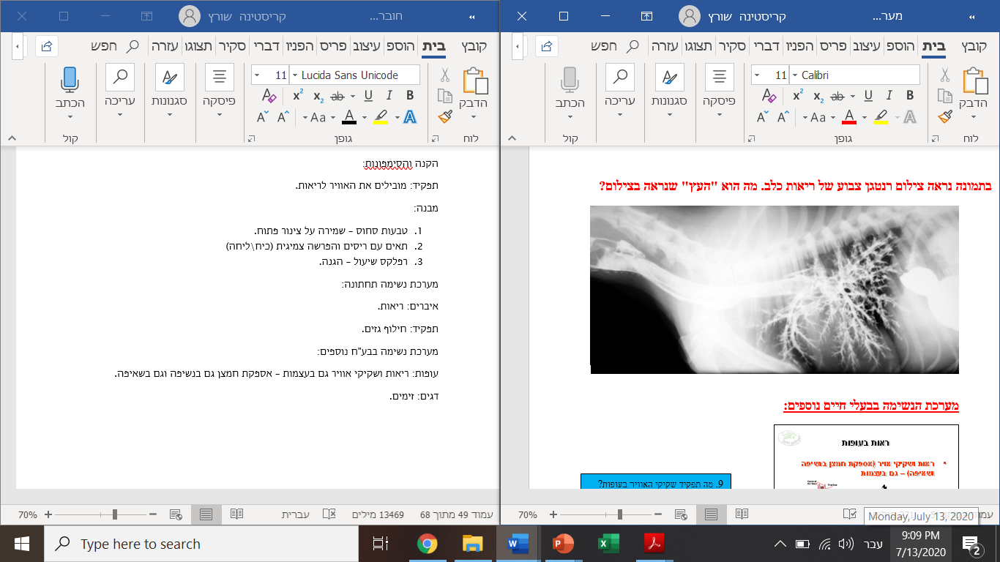 מער...
קריסטינה שורץ
קובץ
בית
הוספ
עיצוב
פריס
הפניו
דברי
סקיר
תצוגו
עזרה
חפש
הדבק
Calibri
11
B I U ab x₂ x²
A Aa A A
פיסקה
סגנונות
עריכה
הכתב
לוח
גופן
קול
בתמונה נראה צילום רנטגן צבוע של ריאות כלב. מה הוא "העץ" שנראה בצילום?
מערכת הנשימה בבעלי חיים נוספים:
ראות בעופות
ראות ושקיקי אויר (אספקת חמצן בנשיפה
ושאיפה) – גם בעצמות
9. מה תפקיד שקיקי האוויר בעופות?
70%
Monday, July 13, 2020
חובר...
קריסטינה שורץ
קובץ
בית
הוספ
עיצוב
פריס
הפניו
דברי
סקיר
תצוגו
עזרה
חפש
הדבק
Lucida Sans Unicode
11
B I U ab x₂ x²
A Aa A A
פיסקה
סגנונות
עריכה
הכתב
לוח
גופן
קול
הקנה והסימפונות:
תפקיד: מובילים את האוויר לריאות.
מבנה:
1. טבעות סחוס - שמירה על צינור פתוח.
2. תאים עם ריסים והפרשה צמיגית (כיח\ליחה)
3. רפלקס שיעול - הגנה.
מערכת נשימה תחתונה:
איברים: ריאות.
תפקיד: חילוף גזים.
מערכת נשימה בבע"ח נוספים:
עופות: ריאות ושקיקי אוויר גם בעצמות - אספקת חמצן גם בנשיפה וגם בשאיפה.
דגים: זימים.
עמוד 49 מתוך 68
13469 מילים
עברית
70%
Type here to search
עבר
9:09 PM
7/13/2020
2